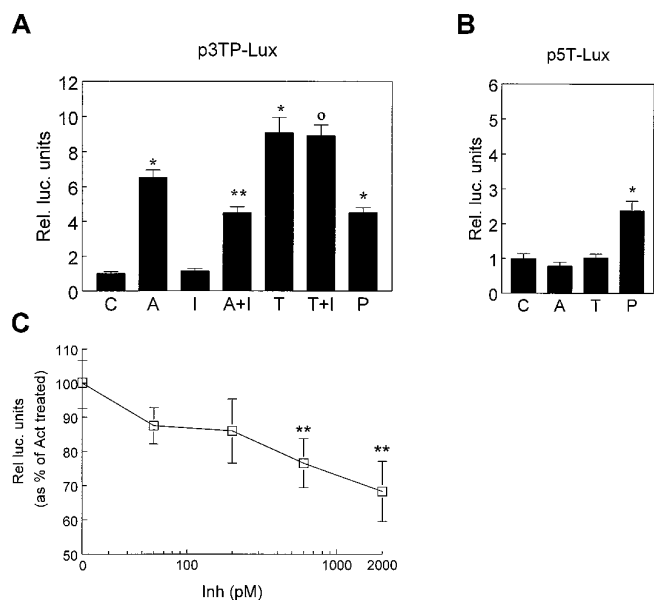 A
p3TP-Lux
Rel. luc. units
12
10
8
6
4
2
0
*
**
*
o
*
C A I A+I T T+I P
B
p5T-Lux
Rel. luc. units
6
5
4
3
2
1
0
*
C A T P
C
Rel luc. units
(as % of Act treated)
110
100
90
80
70
60
50
**
**
0 100 1000 2000
Inh (pM)